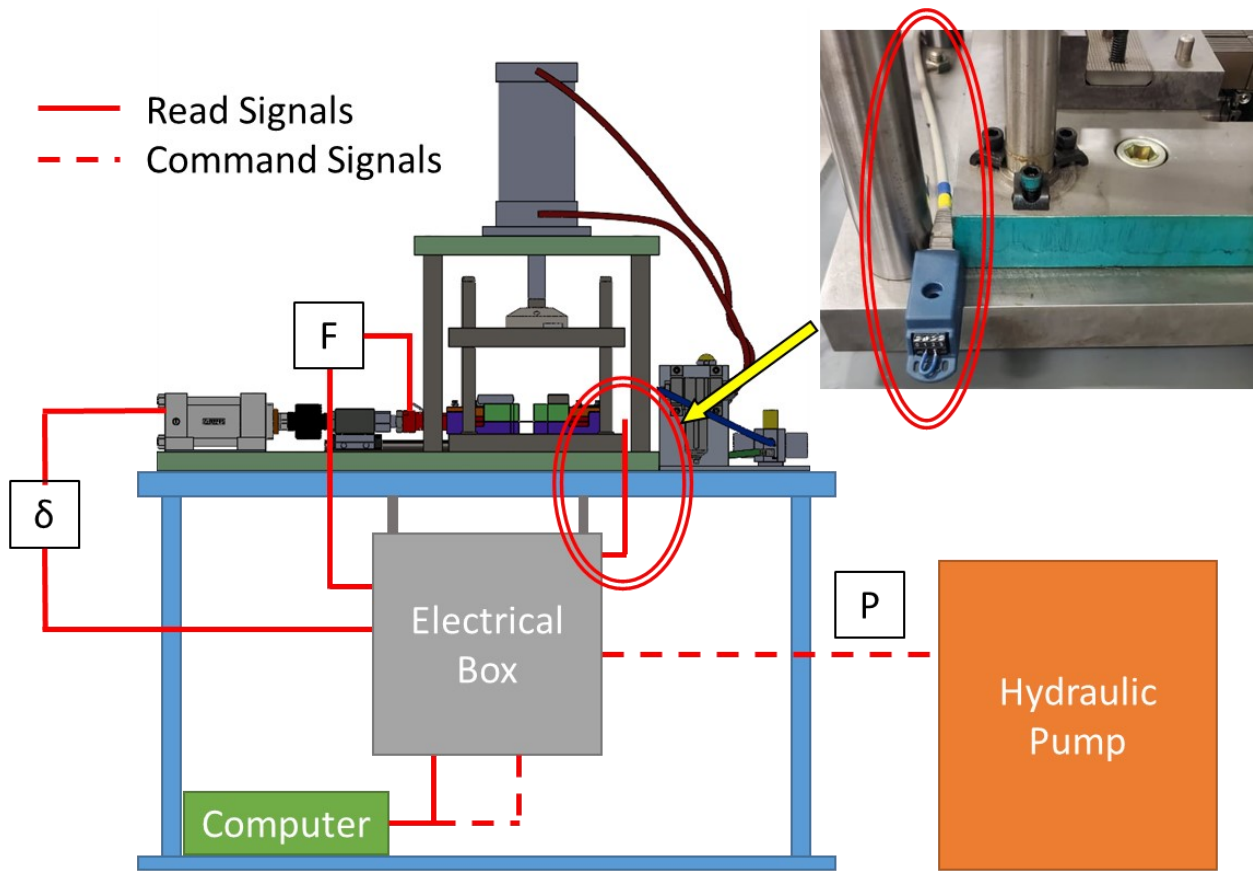 Read Signals
Command Signals
F
δ
P
Electrical
Box
Hydraulic
Pump
Computer